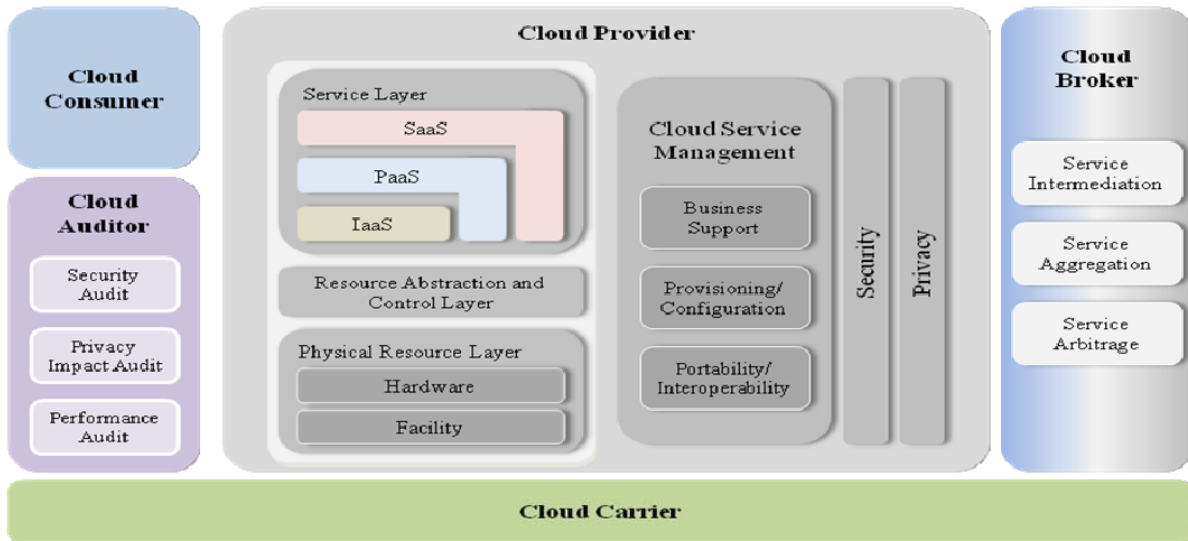 Cloud
Consumer
Cloud
Auditor
Security
Audit
Privacy
Impact Audit
Performance
Audit
Cloud Provider
Service Layer
SaaS
PaaS
IaaS
Resource Abstraction and
Control Layer
Physical Resource Layer
Hardware
Facility
Cloud Service
Management
Business
Support
Provisioning/
Configuration
Portability/
Interoperability
Security
Privacy
Cloud
Broker
Service
Intermediation
Service
Aggregation
Service
Arbitrage
Cloud Carrier